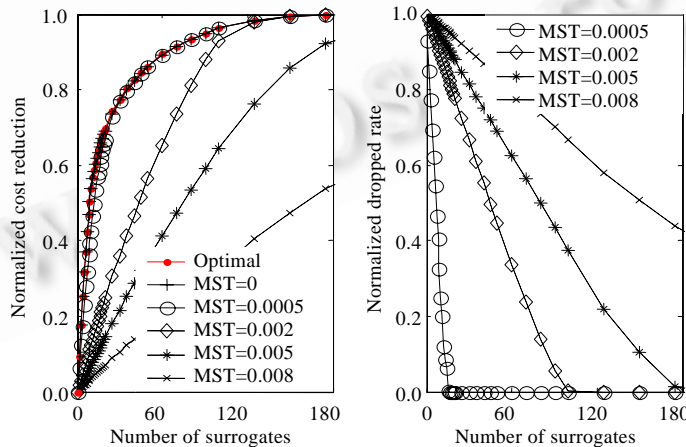 Normalized cost reduction
1.0
0.8
0.6
0.4
0.2
0.0
Optimal
MST=0
MST=0.0005
MST=0.002
MST=0.005
MST=0.008
0
60
120
180
Number of surrogates
Normalized dropped rate
1.0
0.8
0.6
0.4
0.2
0.0
MST=0.0005
MST=0.002
MST=0.005
MST=0.008
0
30
60
90
120
150
180
Number of surrogates